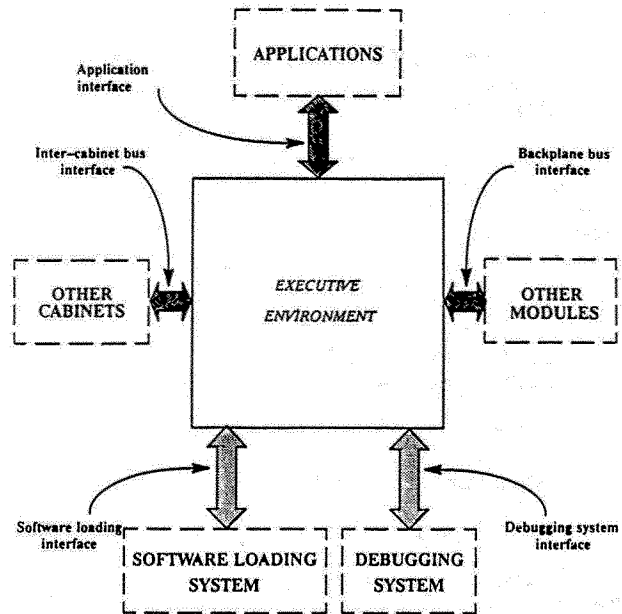 APPLICATIONS
Application
interface
Inter-cabinet bus
interface
Backplane bus
interface
OTHER
CABINETS
EXECUTIVE
ENVIRONMENT
OTHER
MODULES
Software loading
interface
Debugging system
interface
SOFTWARE LOADING
SYSTEM
DEBUGGING
SYSTEM